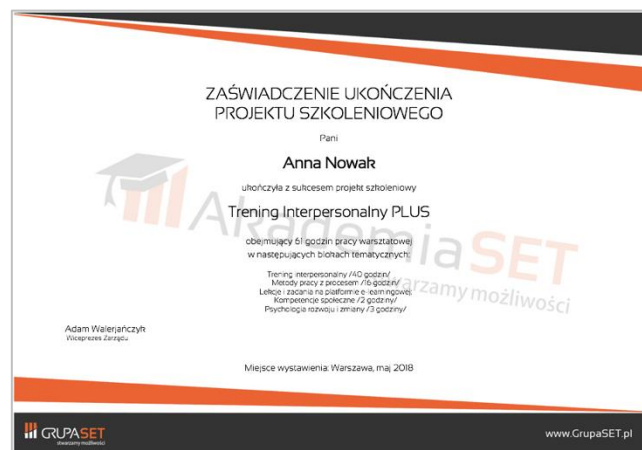 ZAŚWIADCZENIE UKOŃCZENIA
PROJEKTU SZKOLENIOWEGO
Pani
Anna Nowak
ukończyła z sukcesem projekt szkoleniowy
Trening Interpersonalny PLUS
obejmujący 61 godzin pracy warsztatowej
w następujących blokach tematycznych:
AkademiaSET
stwarzamy możliwości
Trening interpersonalny /40 godzin/
Metody pracy z procesem /16 godzin/
Lekcje i zadania na platformie e-learningowej:
Kompetencje społeczne /2 godziny/
Psychologia rozwoju i zmiany /3 godziny/
Adam Walerjańczyk
Wiceprezes Zarządu
Miejsce wystawienia: Warszawa, maj 2018
GRUPASET
stwarzamy możliwości
www.GrupaSET.pl